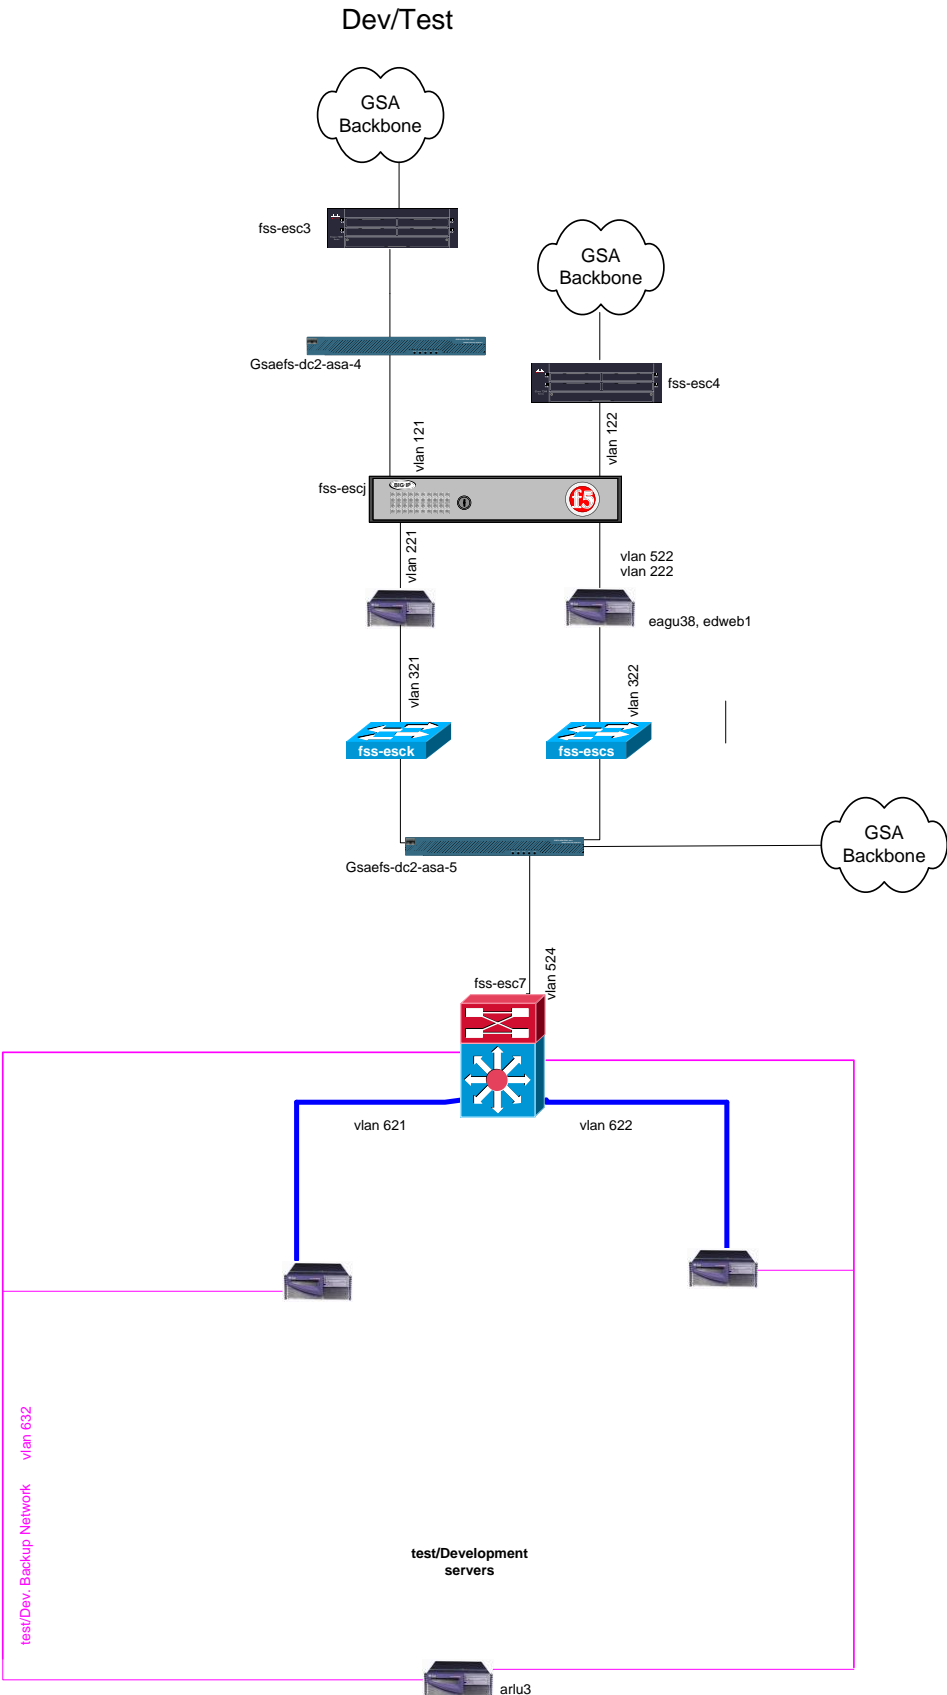 Dev/Test
GSA
Backbone
fss-esc3
GSA
Backbone
Gsaefs-dc2-asa-4
fss-esc4
vlan 121
vlan 122
fss-escj
BIG-IP
f5
vlan 221
vlan 522
vlan 222
eagu38, edweb1
vlan 321
vlan 322
fss-esck
fss-escs
GSA
Backbone
Gsaefs-dc2-asa-5
vlan 524
fss-esc7
vlan 621
vlan 622
test/Dev. Backup Network vlan 632
test/Development
servers
arlu3